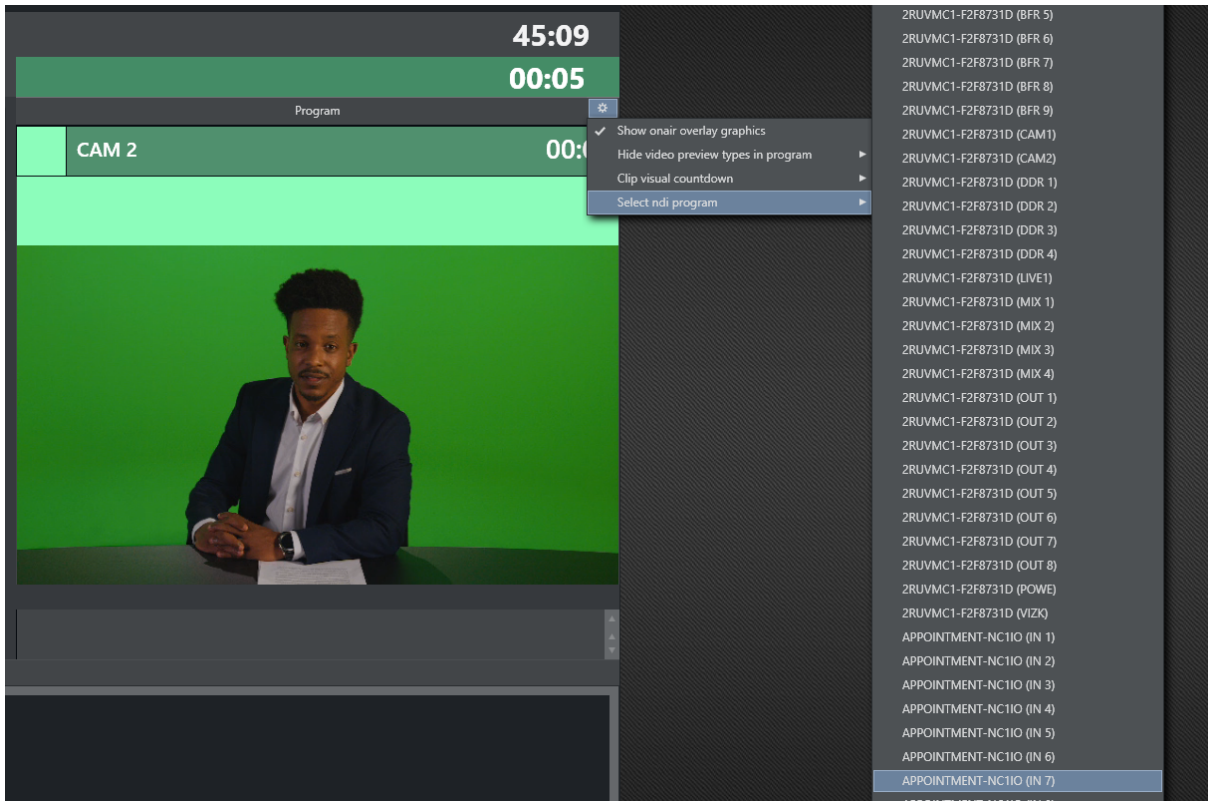 45:09
00:05
Program
CAM 2
Show onair overlay graphics
Hide video preview types in program
Clip visual countdown
Select ndi program
2RUVMC1-F2F8731D (BFR 5)
2RUVMC1-F2F8731D (BFR 6)
2RUVMC1-F2F8731D (BFR 7)
2RUVMC1-F2F8731D (BFR 8)
2RUVMC1-F2F8731D (BFR 9)
2RUVMC1-F2F8731D (CAM1)
2RUVMC1-F2F8731D (CAM2)
2RUVMC1-F2F8731D (DDR 1)
2RUVMC1-F2F8731D (DDR 2)
2RUVMC1-F2F8731D (DDR 3)
2RUVMC1-F2F8731D (DDR 4)
2RUVMC1-F2F8731D (LIVE1)
2RUVMC1-F2F8731D (MIX 1)
2RUVMC1-F2F8731D (MIX 2)
2RUVMC1-F2F8731D (MIX 3)
2RUVMC1-F2F8731D (MIX 4)
2RUVMC1-F2F8731D (OUT 1)
2RUVMC1-F2F8731D (OUT 2)
2RUVMC1-F2F8731D (OUT 3)
2RUVMC1-F2F8731D (OUT 4)
2RUVMC1-F2F8731D (OUT 5)
2RUVMC1-F2F8731D (OUT 6)
2RUVMC1-F2F8731D (OUT 7)
2RUVMC1-F2F8731D (OUT 8)
2RUVMC1-F2F8731D (POWE)
2RUVMC1-F2F8731D (VIZK)
APPOINTMENT-NC1IO (IN 1)
APPOINTMENT-NC1IO (IN 2)
APPOINTMENT-NC1IO (IN 3)
APPOINTMENT-NC1IO (IN 4)
APPOINTMENT-NC1IO (IN 5)
APPOINTMENT-NC1IO (IN 6)
APPOINTMENT-NC1IO (IN 7)